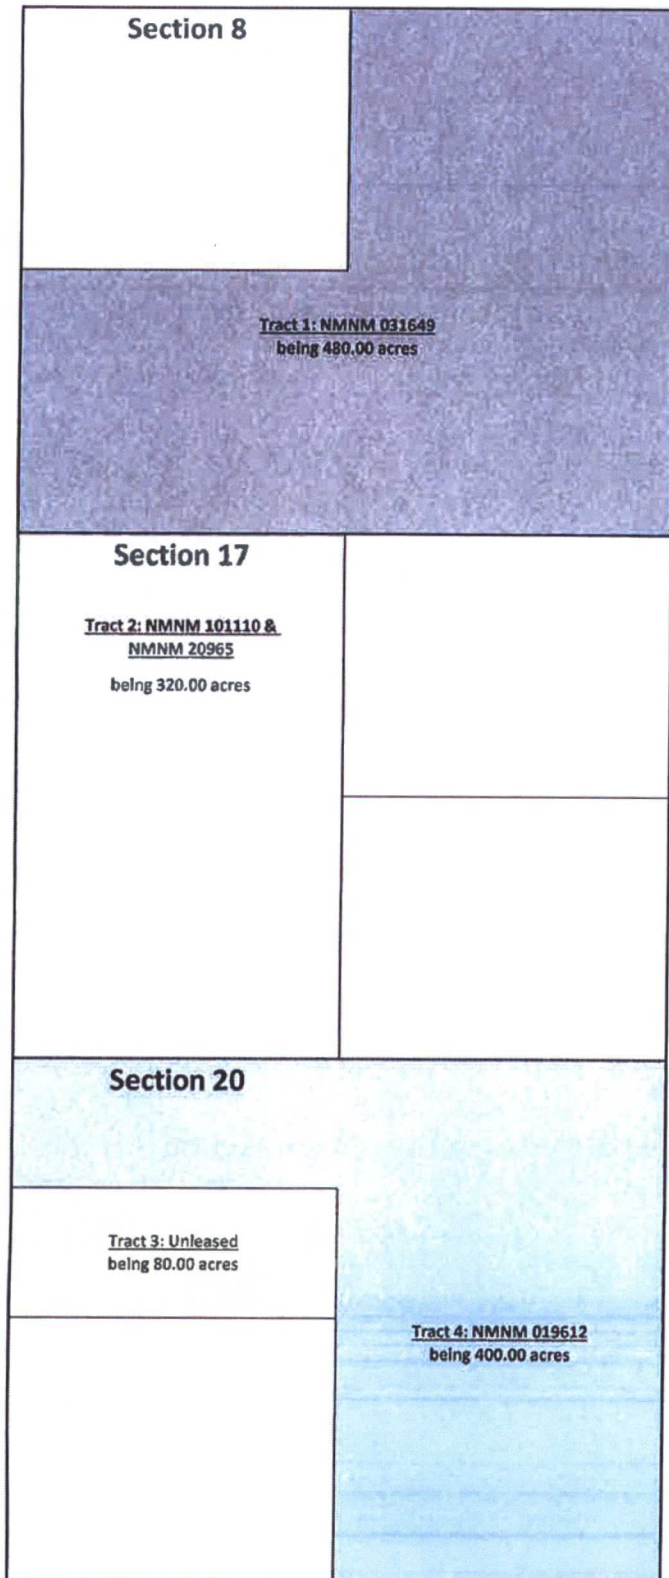 Section 8
Tract 1: NMNM 031649
being 480.00 acres
Section 17
Tract 2: NMNM 101110 &
NMNM 20965
being 320.00 acres
Section 20
Tract 3: Unleased
being 80.00 acres
Tract 4: NMNM 019612
being 400.00 acres